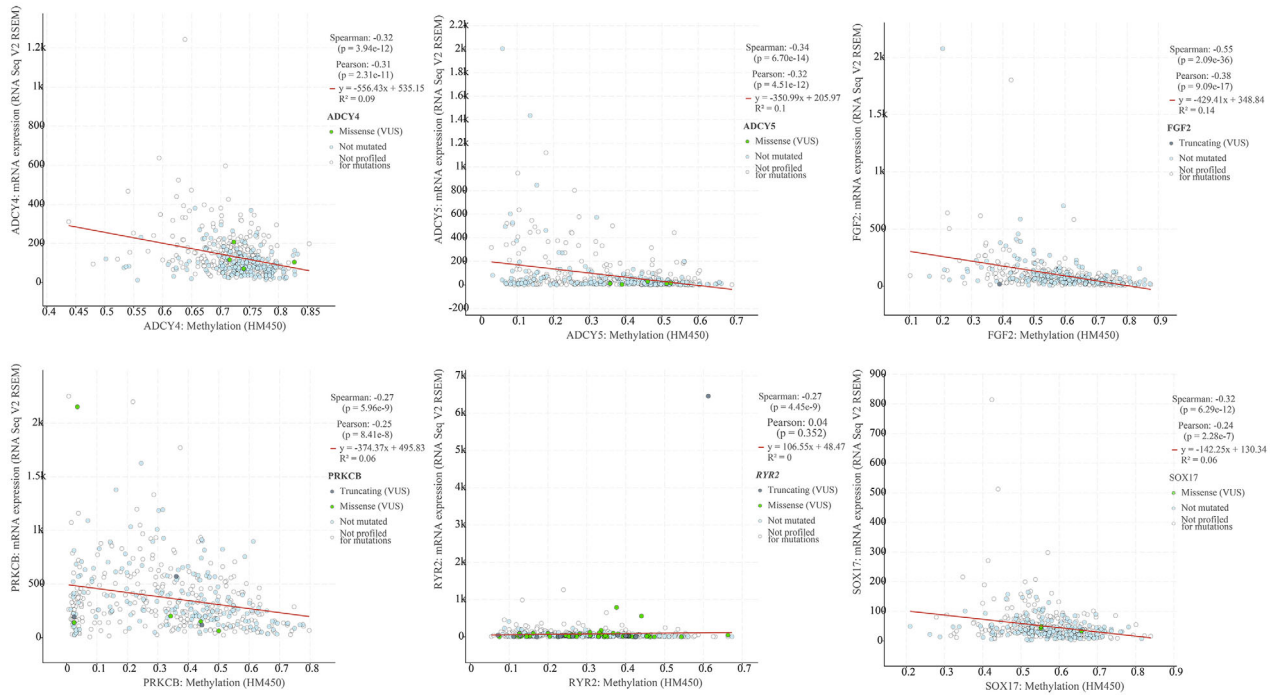 ADCY4: mRNA expression (RNA Seq V2 RSEM)
1.2k
1k
800
600
400
200
0
0.4 0.45 0.5 0.55 0.6 0.65 0.7 0.75 0.8 0.85
ADCY4: Methylation (HM450)
Spearman: -0.32
(p = 3.94e-12)
Pearson: -0.31
(p = 2.31e-11)
y = -556.43x + 535.15
R² = 0.09
ADCY4
Missense (VUS)
Not mutated
Not profiled
for mutations
ADCY5: mRNA expression (RNA Seq V2 RSEM)
2.2k
2k
1.8k
1.6k
1.4k
1.2k
1k
800
600
400
200
0
-200
0 0.1 0.2 0.3 0.4 0.5 0.6 0.7
ADCY5: Methylation (HM450)
Spearman: -0.34
(p = 6.70e-14)
Pearson: -0.32
(p = 4.51e-12)
y = -350.99x + 205.97
R² = 0.1
ADCY5
Missense (VUS)
Not mutated
Not profiled
for mutations
FGF2: mRNA expression (RNA Seq V2 RSEM)
2k
1.5k
1k
500
0
0.1 0.2 0.3 0.4 0.5 0.6 0.7 0.8 0.9
FGF2: Methylation (HM450)
Spearman: -0.55
(p = 2.09e-36)
Pearson: -0.38
(p = 9.09e-17)
y = -429.41x + 348.84
R² = 0.14
FGF2
Truncating (VUS)
Not mutated
Not profiled
for mutations
PRKCB: mRNA expression (RNA Seq V2 RSEM)
2k
1.5k
1k
500
0
0 0.1 0.2 0.3 0.4 0.5 0.6 0.7 0.8
PRKCB: Methylation (HM450)
Spearman: -0.27
(p = 5.96e-9)
Pearson: -0.25
(p = 8.41e-8)
y = -374.37x + 495.83
R² = 0.06
PRKCB
Truncating (VUS)
Missense (VUS)
Not mutated
Not profiled
for mutations
RYR2: mRNA expression (RNA Seq V2 RSEM)
7k
6k
5k
4k
3k
2k
1k
0
0 0.1 0.2 0.3 0.4 0.5 0.6 0.7
RYR2: Methylation (HM450)
Spearman: -0.27
(p = 4.45e-9)
Pearson: 0.04
(p = 0.352)
y = 106.55x + 48.47
R² = 0
RYR2
Truncating (VUS)
Missense (VUS)
Not mutated
Not profiled
for mutations
SOX17: mRNA expression (RNA Seq V2 RSEM)
900
800
700
600
500
400
300
200
100
0
0.2 0.3 0.4 0.5 0.6 0.7 0.8 0.9
SOX17: Methylation (HM450)
Spearman: -0.32
(p = 6.29e-12)
Pearson: -0.24
(p = 2.28e-7)
y = -142.25x + 130.34
R² = 0.06
SOX17
Missense (VUS)
Not mutated
Not profiled
for mutations